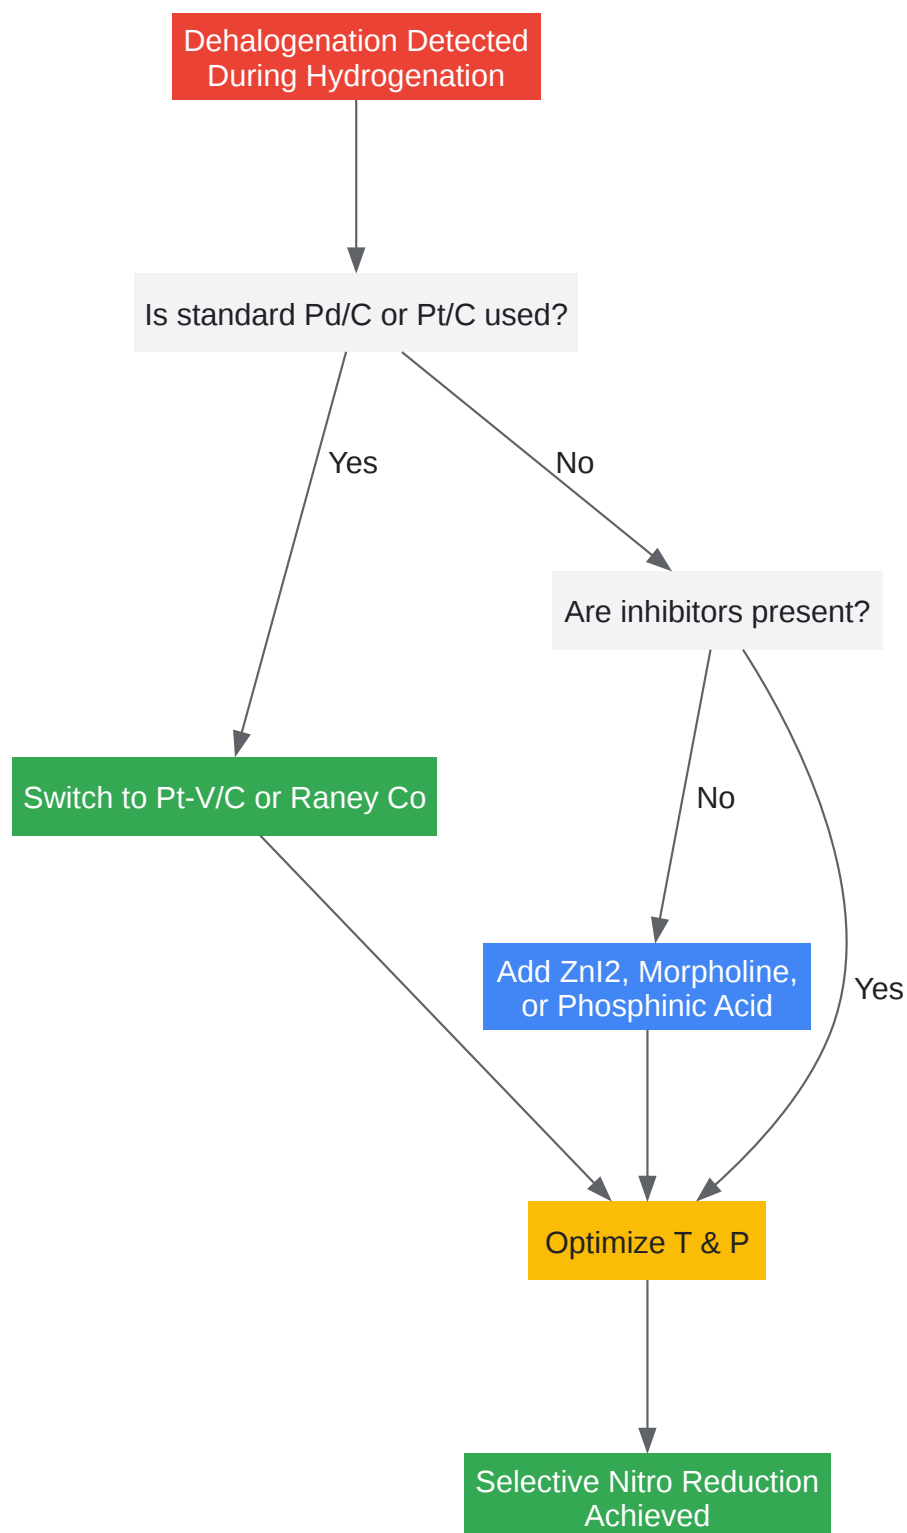 Dehalogenation Detected
During Hydrogenation
Is standard Pd/C or Pt/C used?
Yes
No
Are inhibitors present?
Switch to Pt-V/C or Raney Co
No
Add ZnI2, Morpholine,
or Phosphinic Acid
Yes
Optimize T & P
Selective Nitro Reduction
Achieved